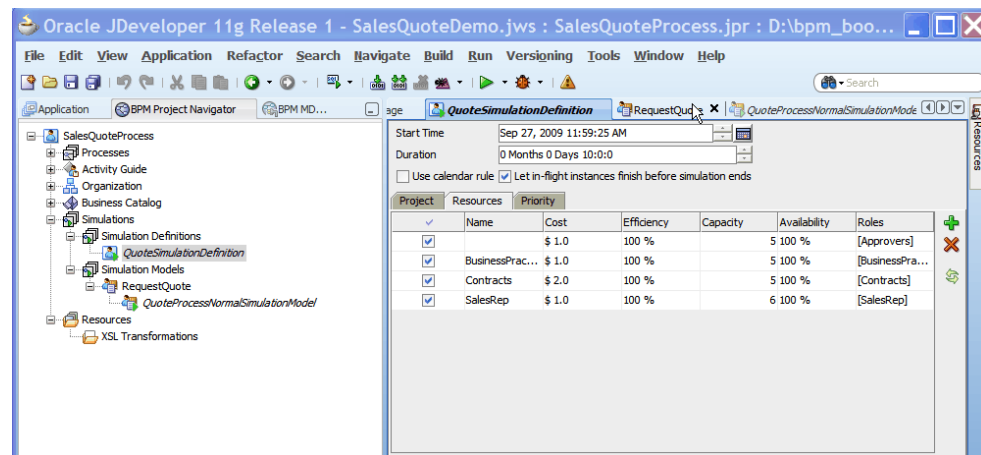 Oracle JDeveloper 11g Release 1 - SalesQuoteDemo.jws : SalesQuoteProcess.jpr : D:\bpm_boo...
File Edit View Application Refactor Search Navigate Build Run Versioning Tools Window Help
Search
Application BPM Project Navigator BPM MD...
age QuoteSimulationDefinition RequestQuote QuoteProcessNormalSimulationMode
Resources
SalesQuoteProcess
Processes
Activity Guide
Organization
Business Catalog
Simulations
Simulation Definitions
QuoteSimulationDefinition
Simulation Models
RequestQuote
QuoteProcessNormalSimulationModel
Resources
XSL Transformations
Start Time Sep 27, 2009 11:59:25 AM
Duration 0 Months 0 Days 10:0:0
Use calendar rule Let in-flight instances finish before simulation ends
Project Resources Priority
Name Cost Efficiency Capacity Availability Roles
$ 1.0 100 % 5 100 % [Approvers]
BusinessPrac... $ 1.0 100 % 5 100 % [BusinessPra...
Contracts $ 2.0 100 % 5 100 % [Contracts]
SalesRep $ 1.0 100 % 6 100 % [SalesRep]